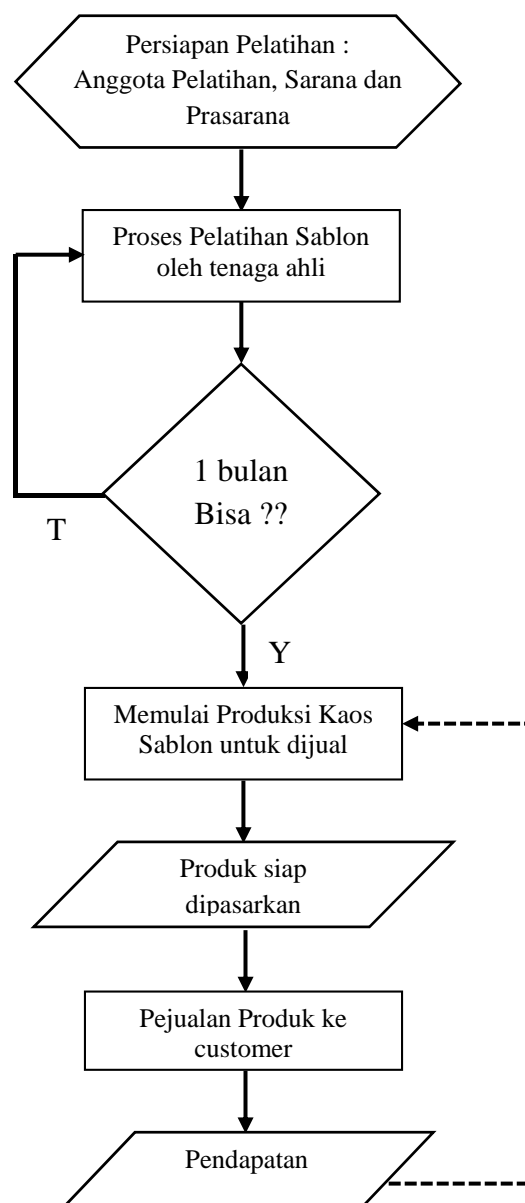 Persiapan Pelatihan :
Anggota Pelatihan, Sarana dan
Prasarana
Proses Pelatihan Sablon
oleh tenaga ahli
1 bulan
Bisa ??
T
Y
Memulai Produksi Kaos
Sablon untuk dijual
Produk siap
dipasarkan
Pejualan Produk ke
customer
Pendapatan